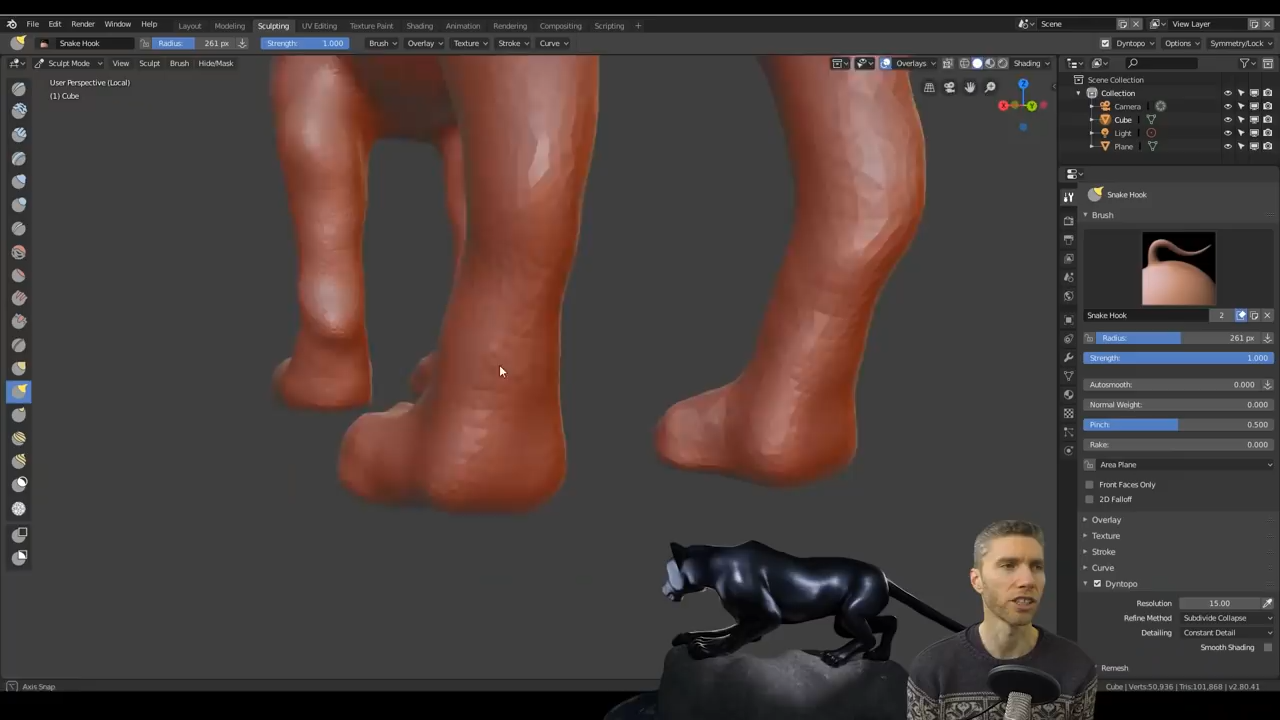 File Edit Render Window Help Layout Modeling Sculpting UV Editing Texture Paint Shading Animation Rendering Compositing Scripting + Scene View Layer
Snake Hook Radius: 261 px Strength: 1.000 Brush Overlay Texture Stroke Curve Dyntopo Options Symmetry/Lock
Sculpt Mode View Sculpt Brush Hide/Mask Overlays Shading
User Perspective (Local)
(1) Cube
Z
X
Y
Scene Collection
Collection
Camera
Cube
Light
Plane
Snake Hook
Brush
Snake Hook 2
Radius: 261 px
Strength: 1.000
Autosmooth: 0.000
Normal Weight: 0.000
Pinch: 0.500
Rake: 0.000
Area Plane
Front Faces Only
2D Falloff
Overlay
Texture
Stroke
Curve
Dyntopo
Resolution 15.00
Refine Method Subdivide Collapse
Detailing Constant Detail
Smooth Shading
Remesh
Axis Snap
Cube | Verts:50,936 | Tris:101,868 | v2.80.41